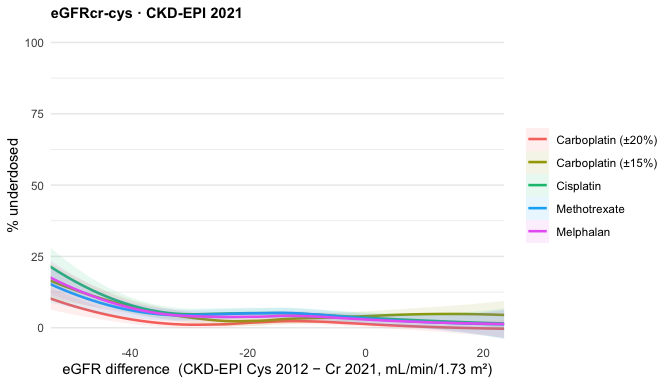 eGFRcr-cys · CKD-EPI 2021
100
75
50
25
0
% underdosed
-40
-20
0
20
eGFR difference (CKD-EPI Cys 2012 − Cr 2021, mL/min/1.73 m²)
Carboplatin (±20%)
Carboplatin (±15%)
Cisplatin
Methotrexate
Melphalan